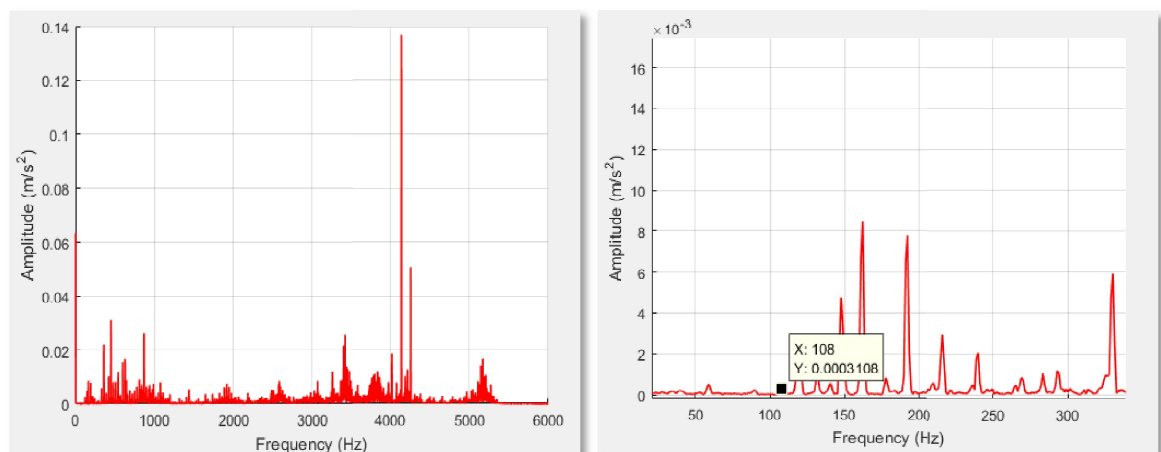 0.14
0.12
0.1
0.08
0.06
0.04
0.02
0
Amplitude (m/s²)
0 1000 2000 3000 4000 5000 6000
Frequency (Hz)
× 10⁻³
16
14
12
10
8
6
4
2
0
Amplitude (m/s²)
X: 108
Y: 0.0003108
50 100 150 200 250 300
Frequency (Hz)